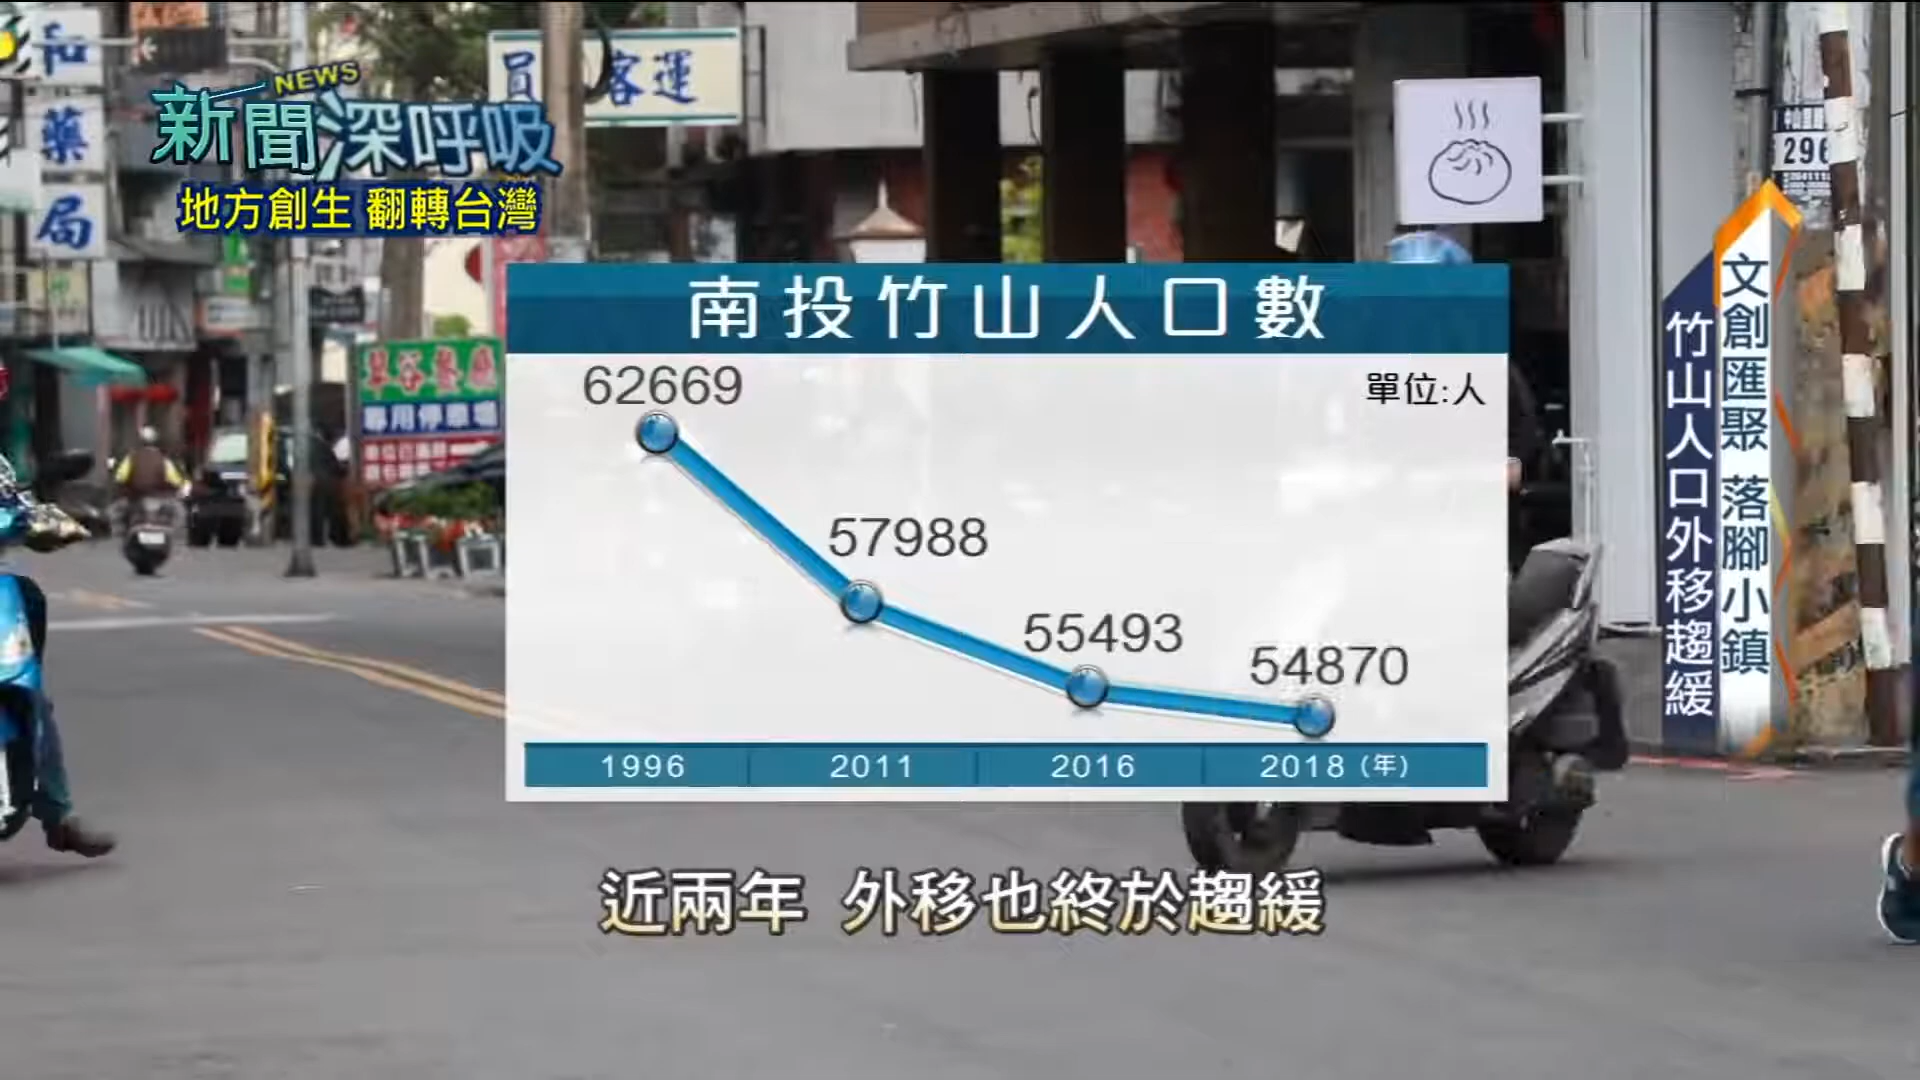 NEWS
新聞深呼吸
地方創生 翻轉台灣
和
藥
局
員
客運
296
專用停車場
南投竹山人口數
單位:人
62669
57988
55493
54870
1996
2011
2016
2018 (年)
文創匯聚 落腳小鎮
竹山人口外移趨緩
近兩年 外移也終於趨緩